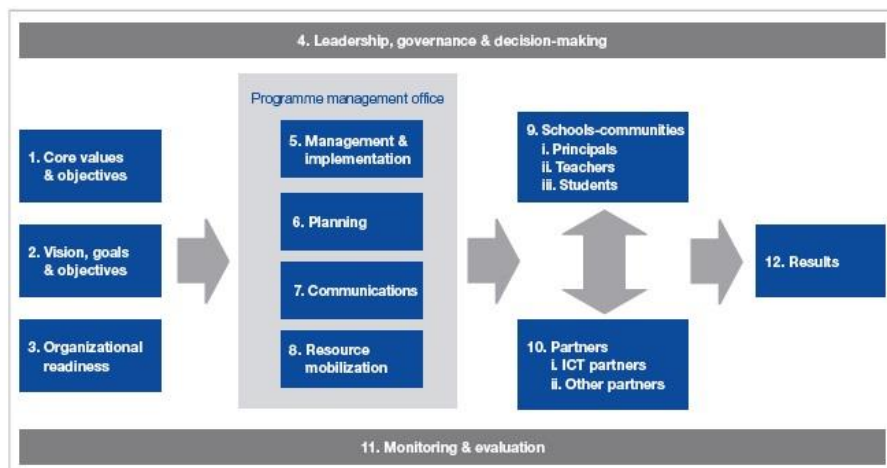 4. Leadership, governance & decision-making
Programme management office
1. Core values
& objectives
2. Vision, goals
& objectives
3. Organizational
readiness
5. Management &
implementation
6. Planning
7. Communications
8. Resource
mobilization
9. Schools-communities
i. Principals
ii. Teachers
iii. Students
10. Partners
i. ICT partners
ii. Other partners
12. Results
11. Monitoring & evaluation